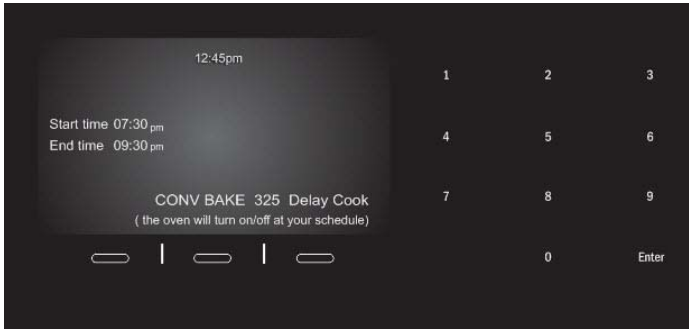 12:45pm
Start time 07:30 pm
End time 09:30 pm
CONV BAKE 325 Delay Cook
( the oven will turn on/off at your schedule)
1 2 3
4 5 6
7 8 9
0 Enter